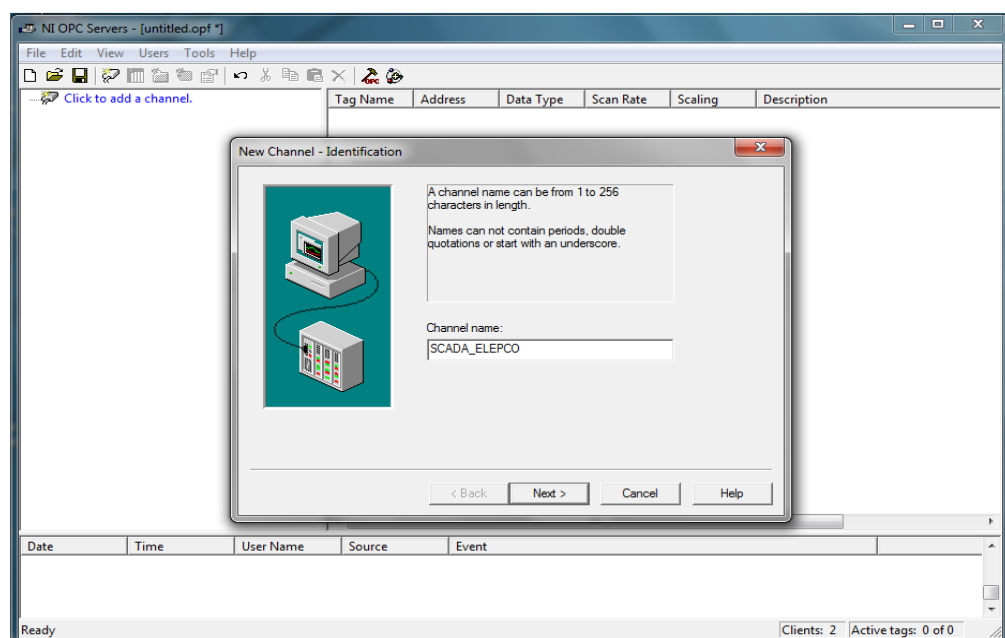 NI OPC Servers - [untitled.opf *]
File Edit View Users Tools Help
Click to add a channel.
Tag Name Address Data Type Scan Rate Scaling Description
New Channel - Identification
A channel name can be from 1 to 256
characters in length.
Names can not contain periods, double
quotations or start with an underscore.
Channel name:
SCADA_ELEPCO
< Back Next > Cancel Help
Date Time User Name Source Event
Ready Clients: 2 Active tags: 0 of 0